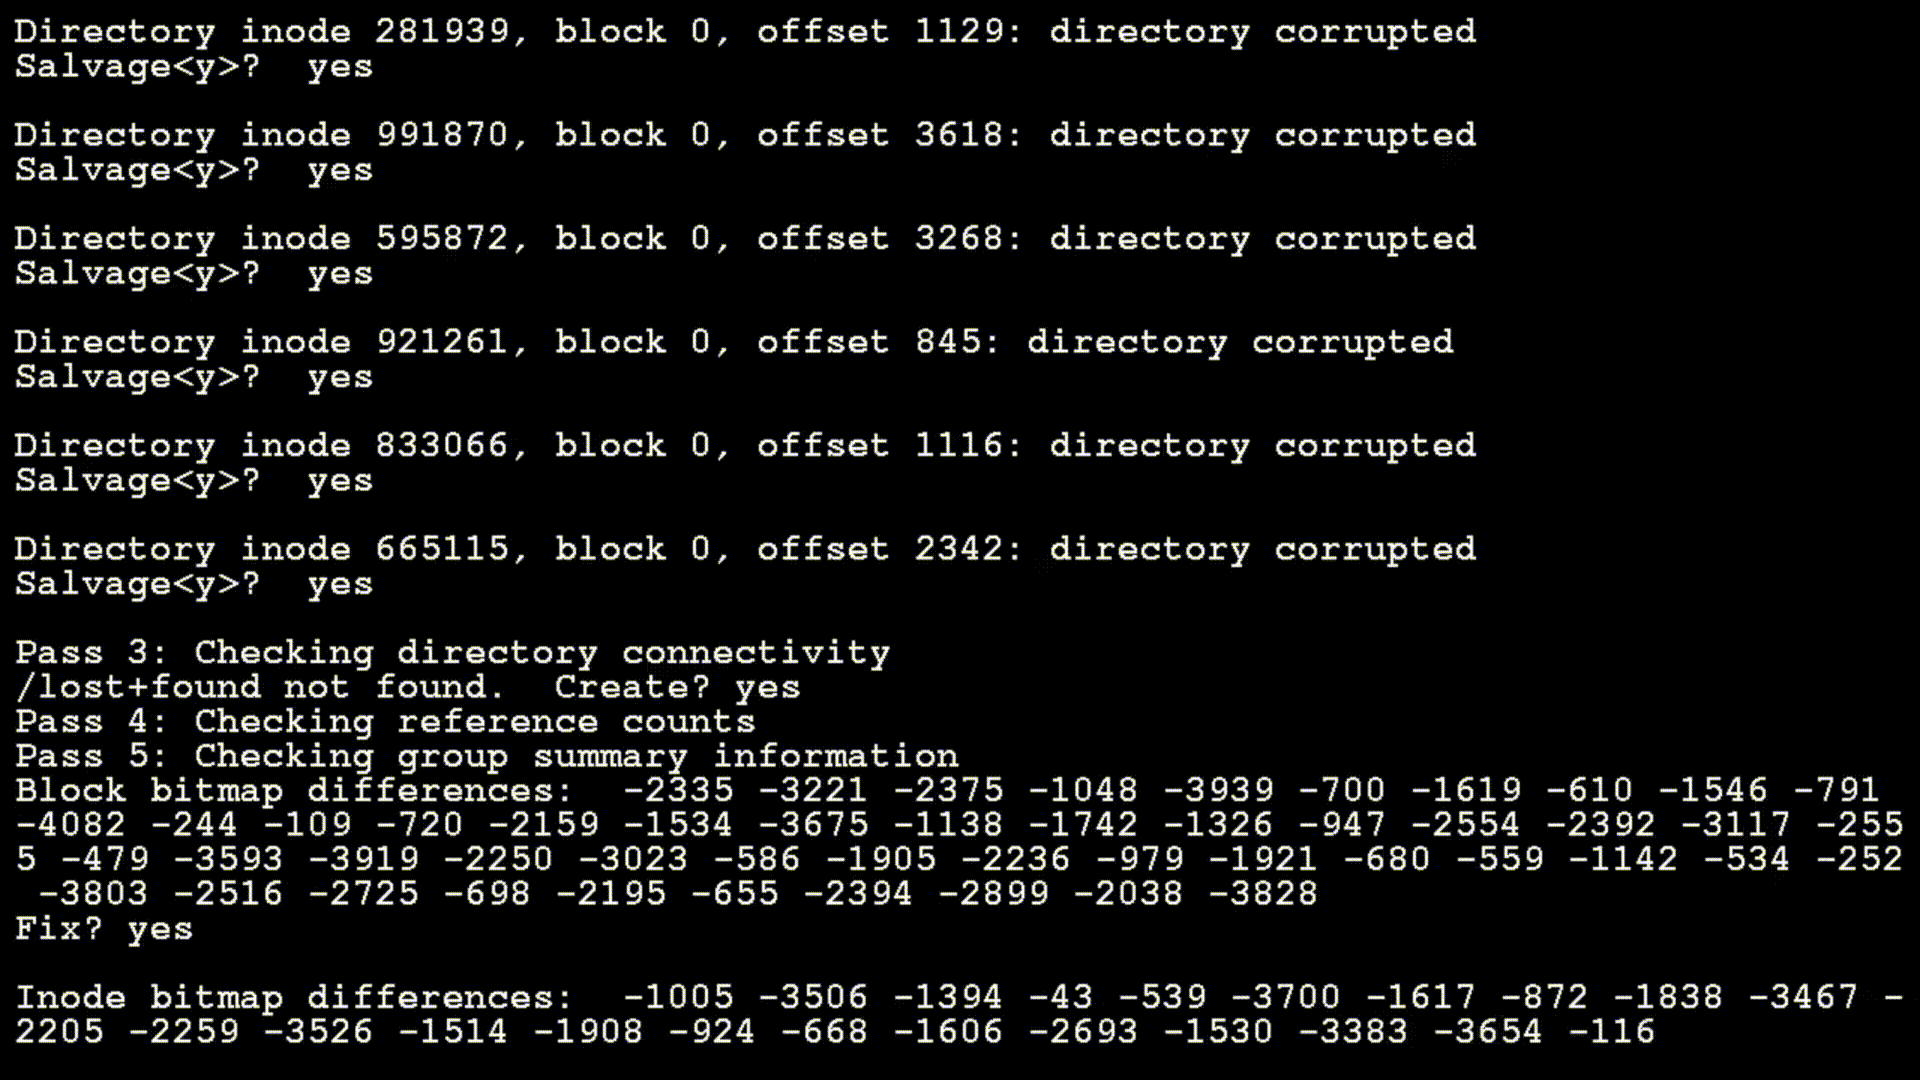 Directory inode 281939, block 0, offset 1129: directory corrupted
Salvage<y>?  yes
Directory inode 991870, block 0, offset 3618: directory corrupted
Salvage<y>?  yes
Directory inode 595872, block 0, offset 3268: directory corrupted
Salvage<y>?  yes
Directory inode 921261, block 0, offset 845: directory corrupted
Salvage<y>?  yes
Directory inode 833066, block 0, offset 1116: directory corrupted
Salvage<y>?  yes
Directory inode 665115, block 0, offset 2342: directory corrupted
Salvage<y>?  yes
Pass 3: Checking directory connectivity
/lost+found not found.  Create? yes
Pass 4: Checking reference counts
Pass 5: Checking group summary information
Block bitmap differences:  -2335 -3221 -2375 -1048 -3939 -700 -1619 -610 -1546 -791
-4082 -244 -109 -720 -2159 -1534 -3675 -1138 -1742 -1326 -947 -2554 -2392 -3117 -255
5 -479 -3593 -3919 -2250 -3023 -586 -1905 -2236 -979 -1921 -680 -559 -1142 -534 -252
 -3803 -2516 -2725 -698 -2195 -655 -2394 -2899 -2038 -3828
Fix? yes
Inode bitmap differences:  -1005 -3506 -1394 -43 -539 -3700 -1617 -872 -1838 -3467 -
2205 -2259 -3526 -1514 -1908 -924 -668 -1606 -2693 -1530 -3383 -3654 -116